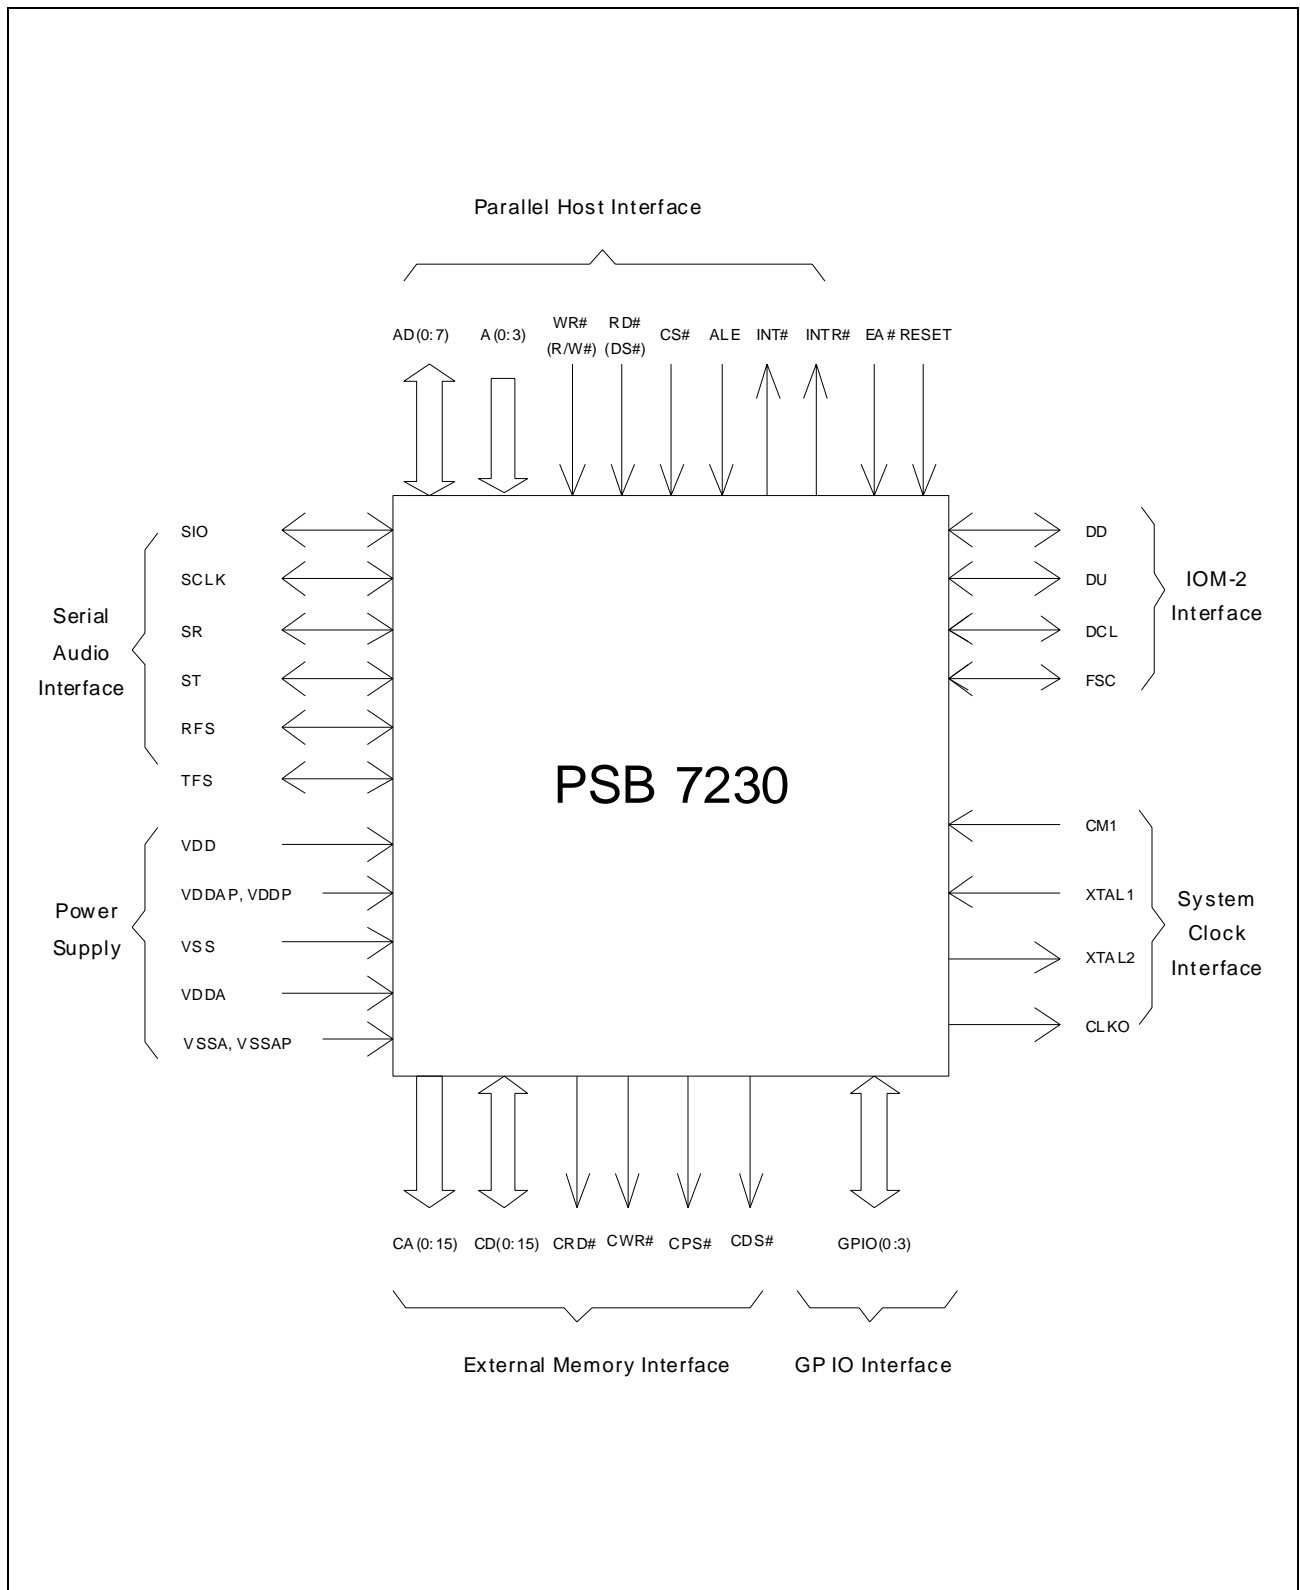 Parallel Host Interface
AD(0:7)
A(0:3)
WR#
(R/W#)
RD#
(DS#)
CS#
ALE
INT#
INTR#
EA#
RESET
Serial
Audio
Interface
SIO
SCLK
SR
ST
RFS
TFS
Power
Supply
VDD
VDDAP, VDDP
VSS
VDDA
VSSA, VSSAP
PSB 7230
DD
DU
DCL
FSC
IOM-2
Interface
CM1
XTAL1
XTAL2
CLKO
System
Clock
Interface
CA(0:15)
CD(0:15)
CRD#
CWR#
CPS#
CDS#
GPIO(0:3)
External Memory Interface
GPIO Interface